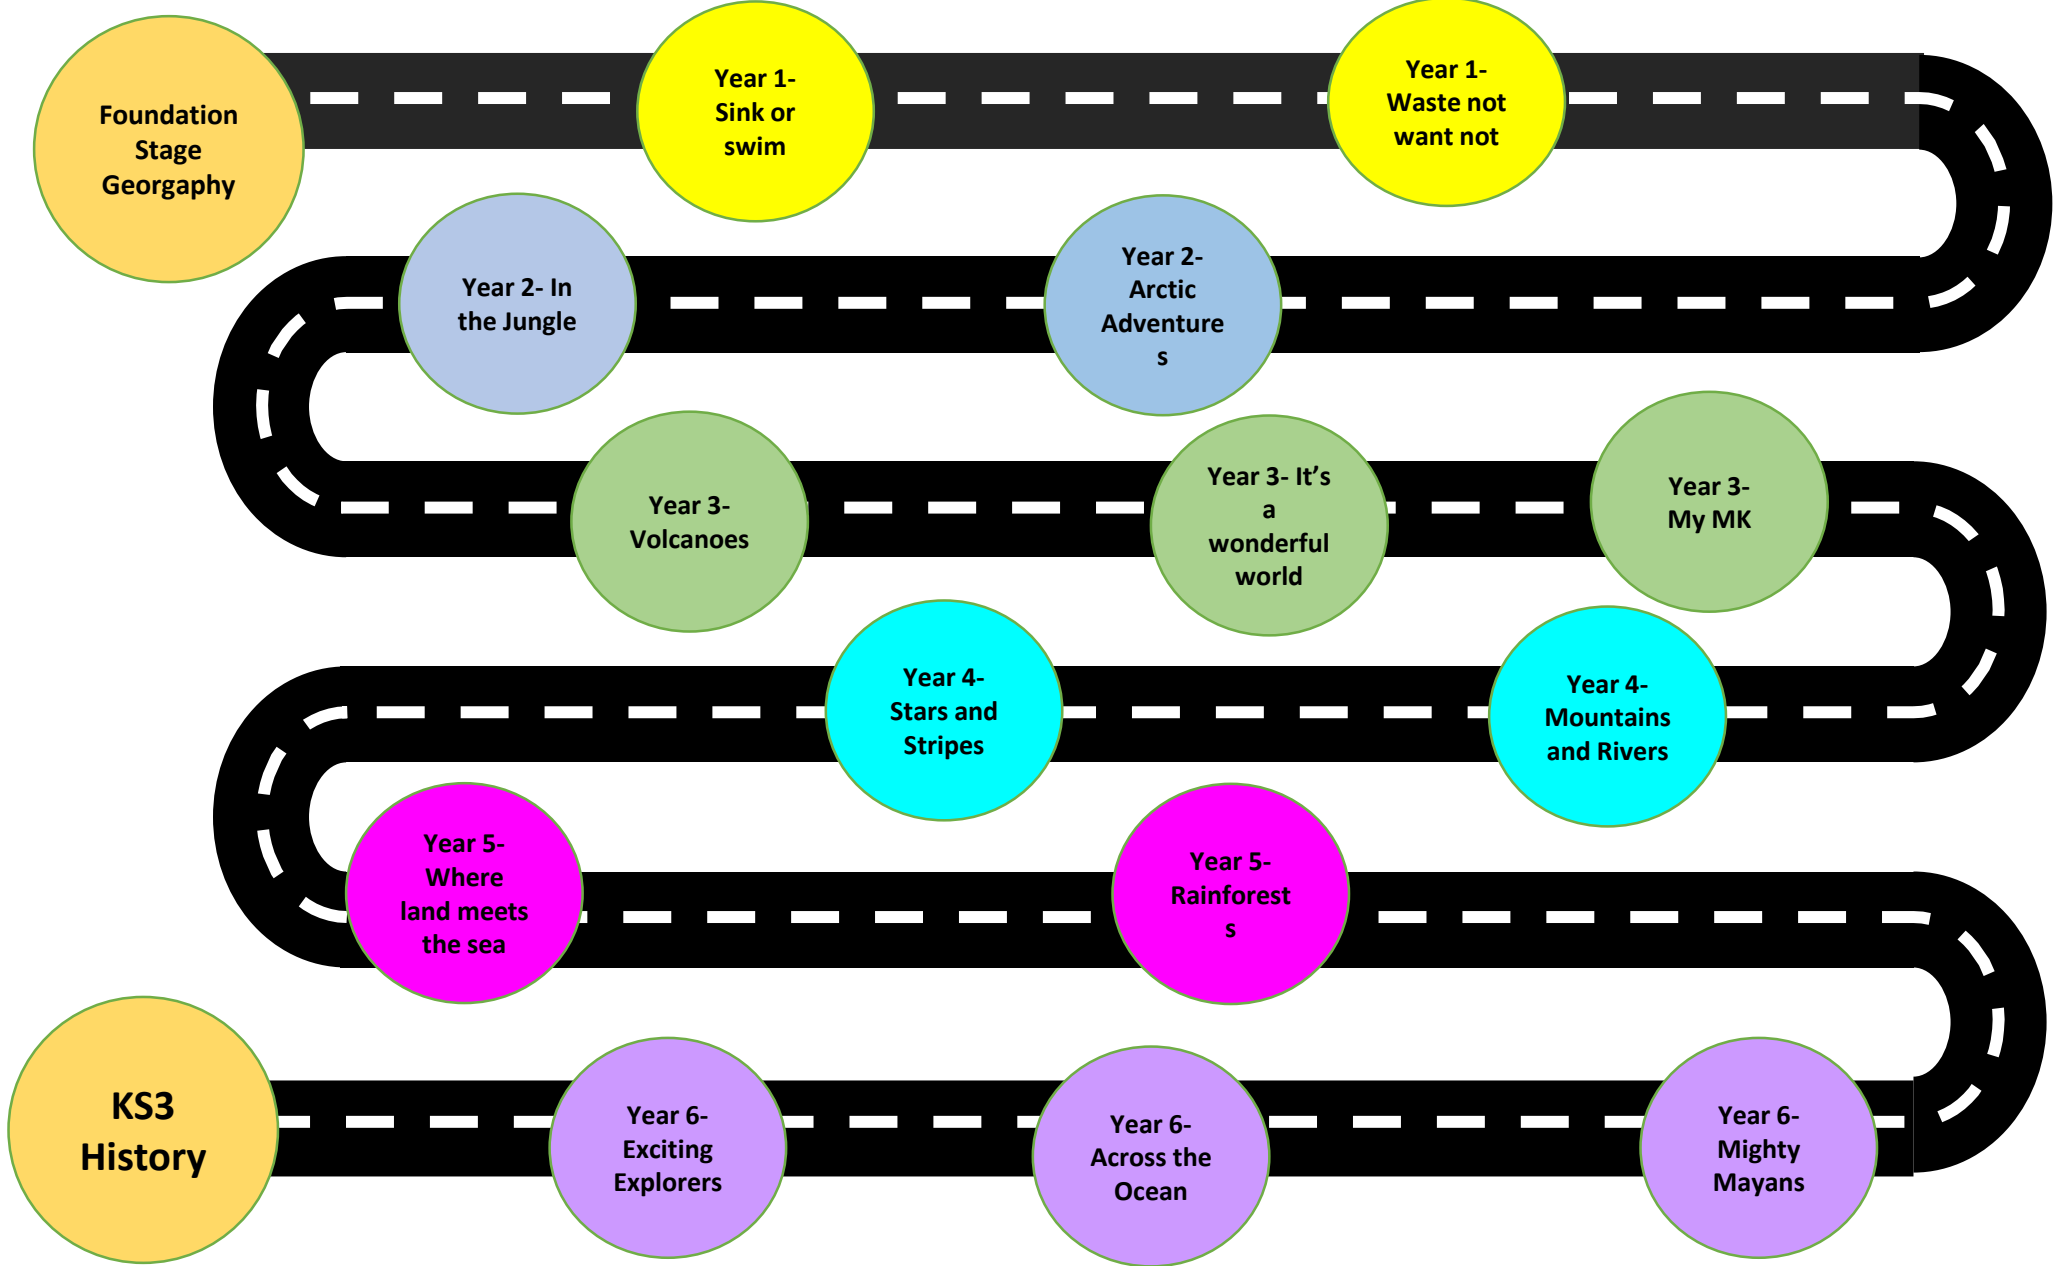 Foundation
Stage
Georgaphy
Year 1-
Sink or
swim
Year 1-
Waste not
want not
Year 2- In
the Jungle
Year 2-
Arctic
Adventure
s
Year 3-
Volcanoes
Year 3- It’s
a
wonderful
world
Year 3-
My MK
Year 4-
Stars and
Stripes
Year 4-
Mountains
and Rivers
Year 5-
Where
land meets
the sea
Year 5-
Rainforest
s
KS3
History
Year 6-
Exciting
Explorers
Year 6-
Across the
Ocean
Year 6-
Mighty
Mayans